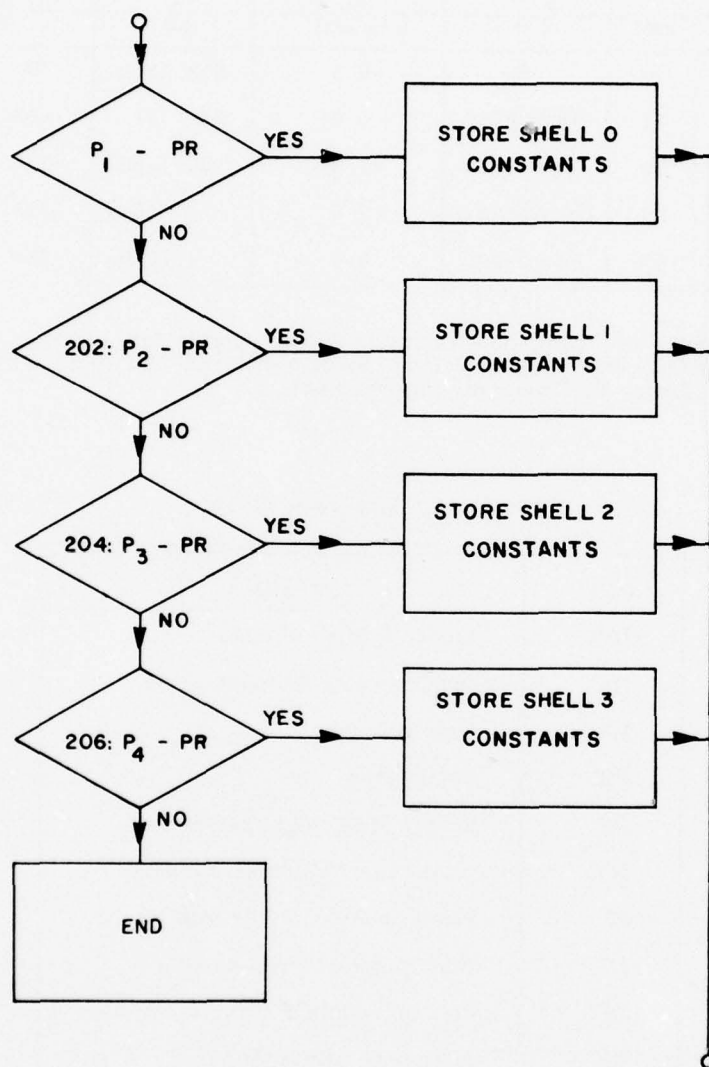 P1 - PR
YES
STORE SHELL 0
CONSTANTS
NO
202: P2 - PR
YES
STORE SHELL 1
CONSTANTS
NO
204: P3 - PR
YES
STORE SHELL 2
CONSTANTS
NO
206: P4 - PR
YES
STORE SHELL 3
CONSTANTS
NO
END